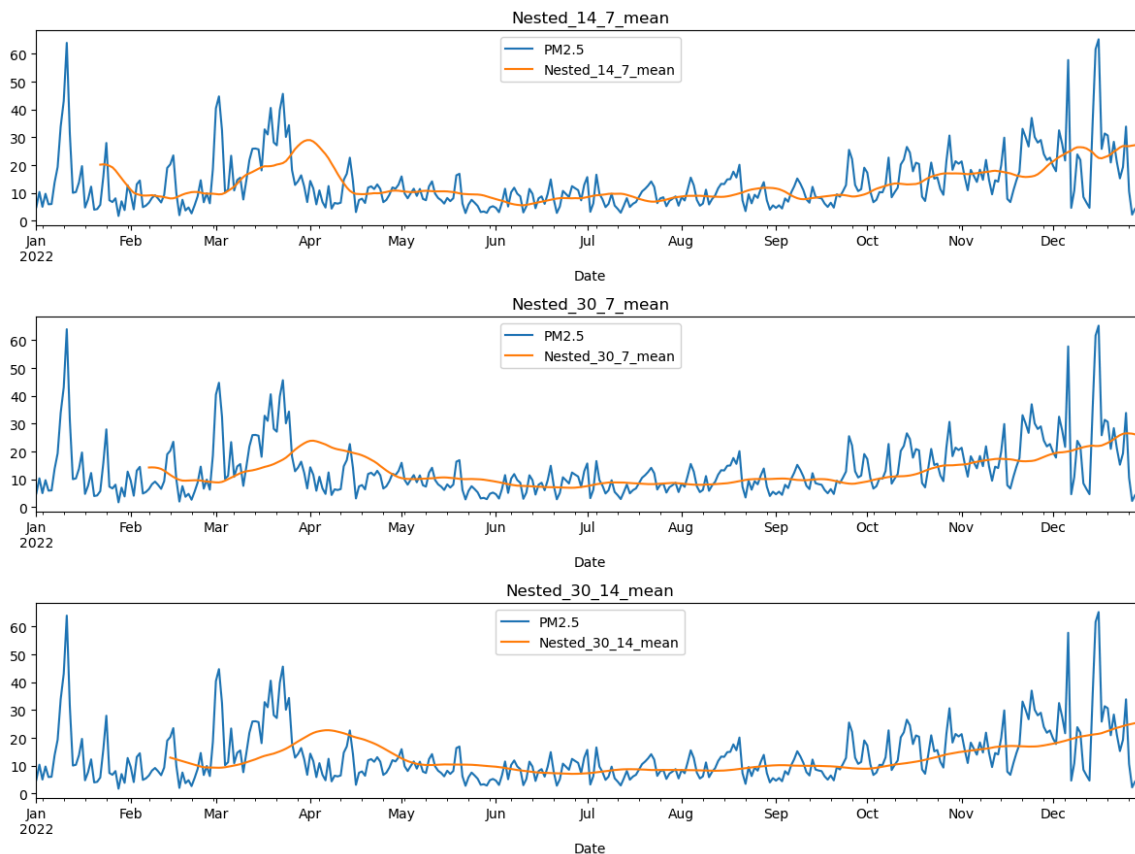 Nested_14_7_mean
PM2.5
Nested_14_7_mean
60
50
40
30
20
10
0
Jan Feb Mar Apr May Jun Jul Aug Sep Oct Nov Dec
2022
Date
Nested_30_7_mean
PM2.5
Nested_30_7_mean
60
50
40
30
20
10
0
Jan Feb Mar Apr May Jun Jul Aug Sep Oct Nov Dec
2022
Date
Nested_30_14_mean
PM2.5
Nested_30_14_mean
60
50
40
30
20
10
0
Jan Feb Mar Apr May Jun Jul Aug Sep Oct Nov Dec
2022
Date